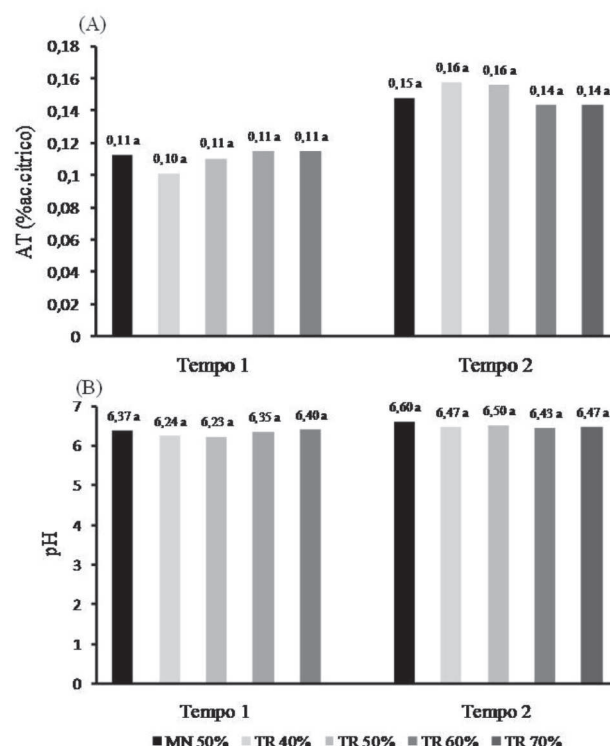 (A)
0,18
0,16
0,14
0,12
0,1
0,08
0,06
0,04
0,02
0
AT (%ac.citrico)
0,11 a 0,10 a 0,11 a 0,11 a 0,11 a
0,15 a 0,16 a 0,16 a 0,14 a 0,14 a
Tempo 1 Tempo 2
(B)
7
6
5
4
3
2
1
0
pH
6,37 a 6,24 a 6,23 a 6,35 a 6,40 a
6,60 a 6,47 a 6,50 a 6,43 a 6,47 a
Tempo 1 Tempo 2
MN 50% TR 40% TR 50% TR 60% TR 70%